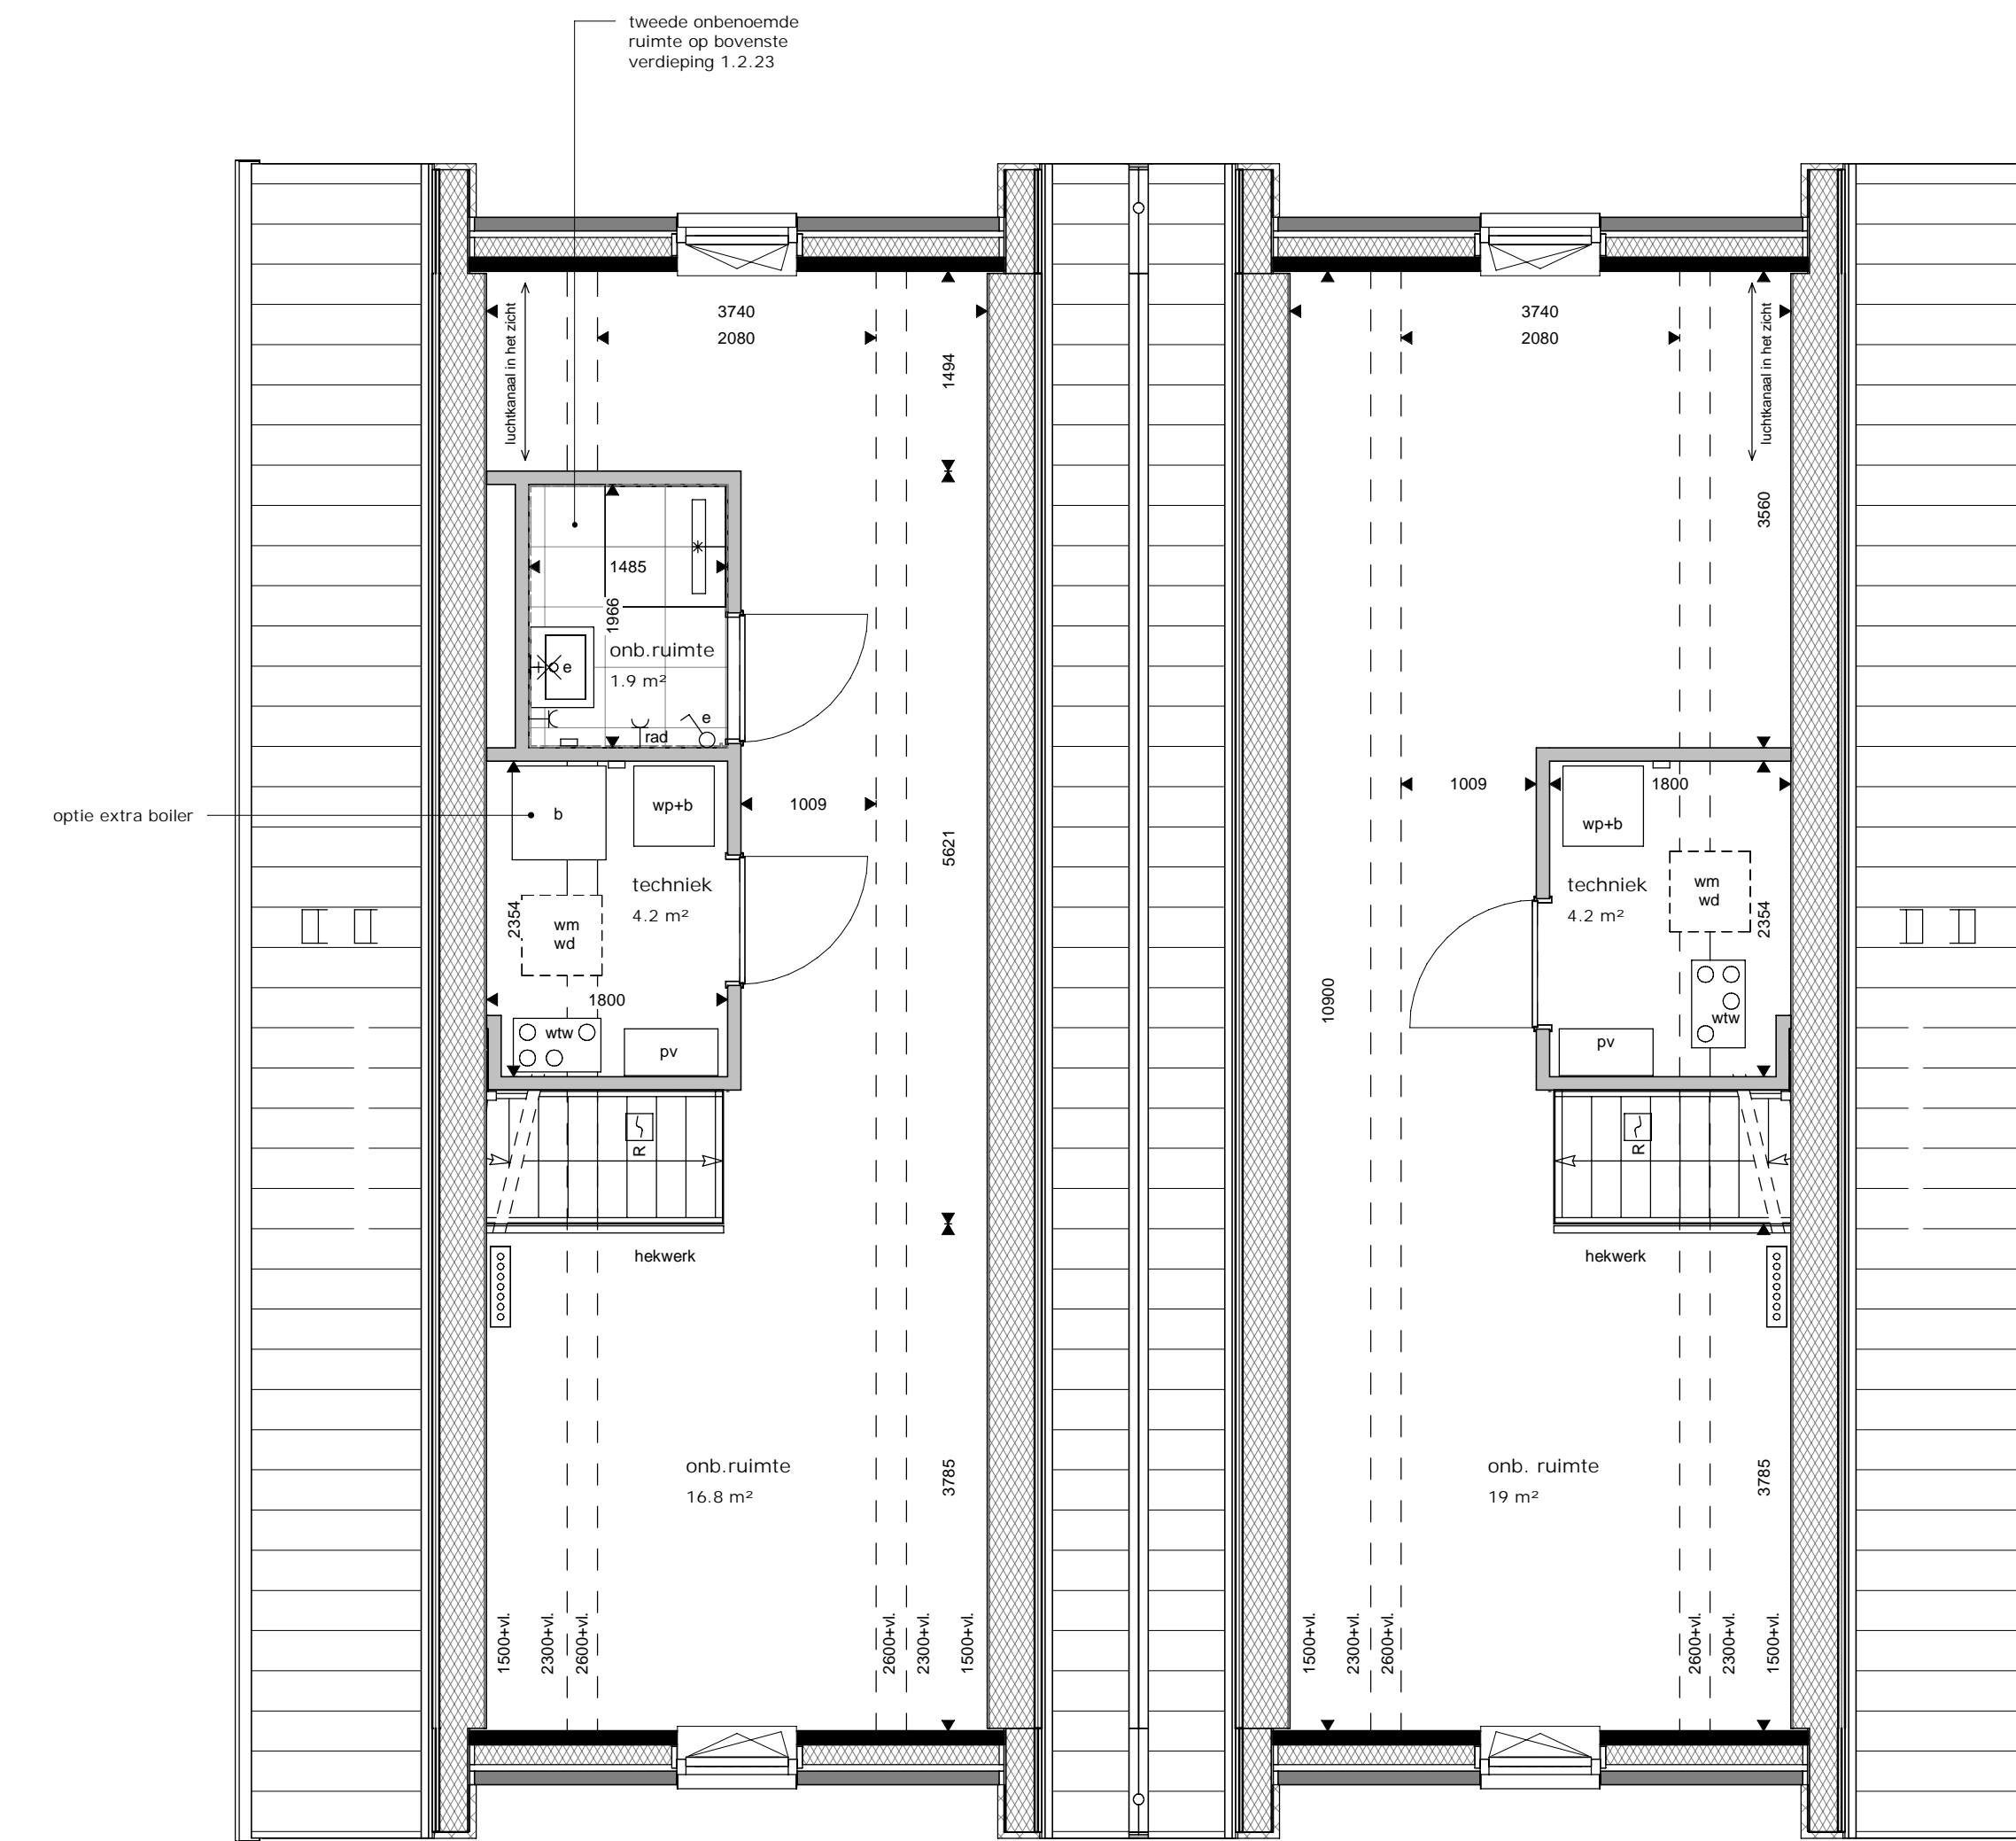 tweede onbenoemde
ruimte op bovenste
verdieping 1.2.23
luchtkanaal in het zicht
3740
2080
1494
1485
1966
e
onb.ruimte
1.9 m²
rad
e
optie extra boiler
b
wp+b
1009
5621
techniek
4.2 m²
2354
wm
wd
1800
wtw
pv
R
hekwerk
onb.ruimte
16.8 m²
3785
1500+vl.
2300+vl.
2600+vl.
2600+vl.
2300+vl.
1500+vl.
3740
2080
luchtkanaal in het zicht
3560
1009
1800
wp+b
techniek
4.2 m²
wm
wd
2354
10900
wtw
pv
R
hekwerk
onb. ruimte
19 m²
3785
1500+vl.
2300+vl.
2600+vl.
2600+vl.
2300+vl.
1500+vl.